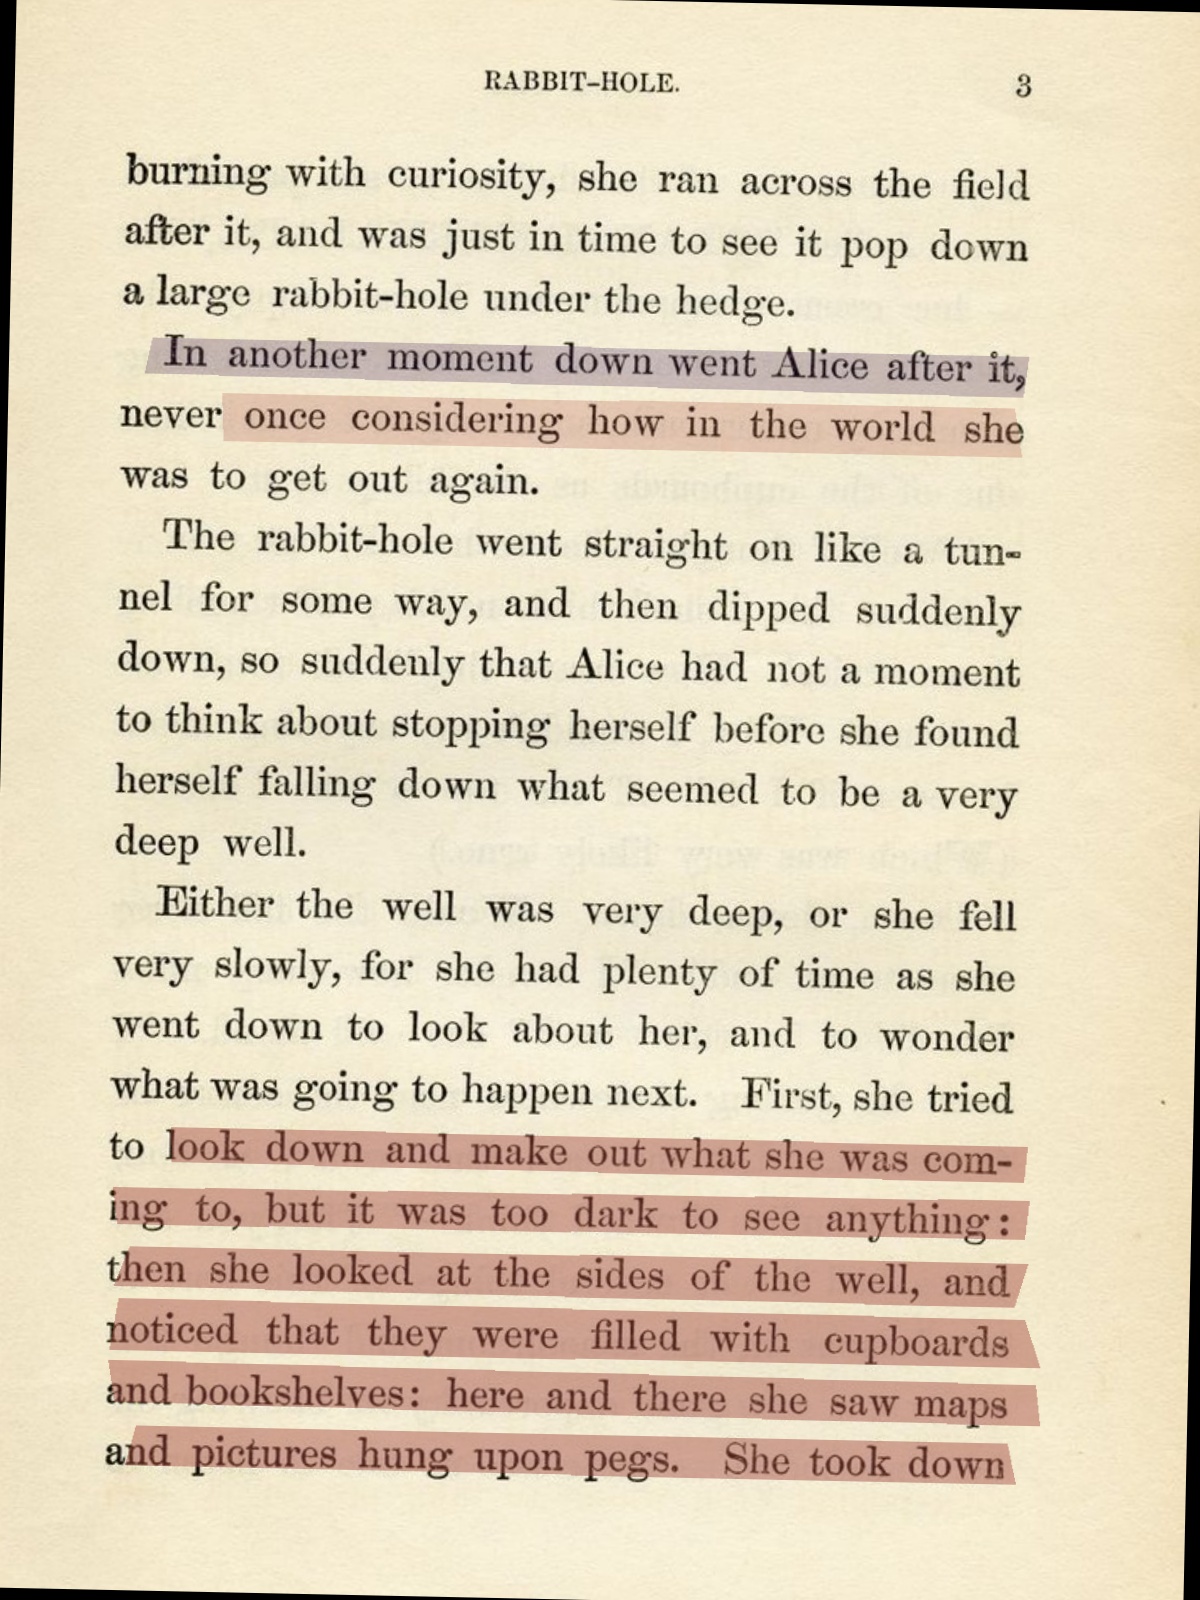 RABBIT-HOLE. 3
burning with curiosity, she ran across the field
after it, and was just in time to see it pop down
a large rabbit-hole under the hedge.
In another moment down went Alice after it,
never once considering how in the world she
was to get out again.
The rabbit-hole went straight on like a tun-
nel for some way, and then dipped suddenly
down, so suddenly that Alice had not a moment
to think about stopping herself before she found
herself falling down what seemed to be a very
deep well.
Either the well was very deep, or she fell
very slowly, for she had plenty of time as she
went down to look about her, and to wonder
what was going to happen next. First, she tried
to look down and make out what she was com-
ing to, but it was too dark to see anything:
then she looked at the sides of the well, and
noticed that they were filled with cupboards
and bookshelves: here and there she saw maps
and pictures hung upon pegs. She took down